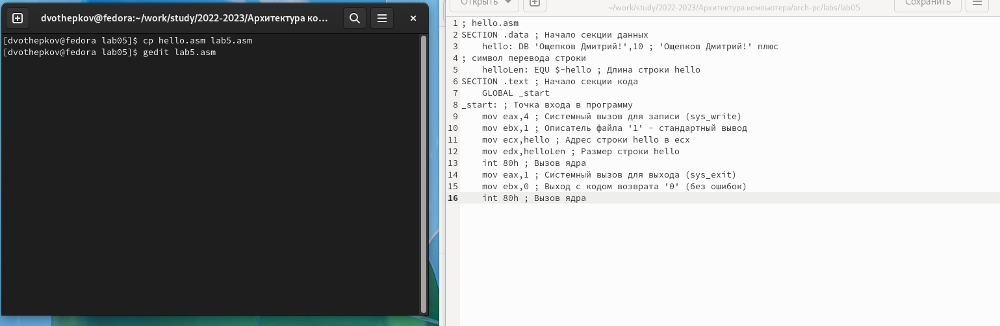 dvothepkov@fedora:~/work/study/2022-2023/Архитектура ко...
[dvothepkov@fedora lab05]$ cp hello.asm lab5.asm
[dvothepkov@fedora lab05]$ gedit lab5.asm
Открыть
~/work/study/2022-2023/Архитектура компьютера/arch-pc/labs/lab05
Сохранить
1 ; hello.asm
2 SECTION .data ; Начало секции данных
3 hello: DB 'Ощепков Дмитрий!',10 ; 'Ощепков Дмитрий!' плюс
4 ; символ перевода строки
5 helloLen: EQU $-hello ; Длина строки hello
6 SECTION .text ; Начало секции кода
7 GLOBAL _start
8 _start: ; Точка входа в программу
9 mov eax,4 ; Системный вызов для записи (sys_write)
10 mov ebx,1 ; Описатель файла '1' - стандартный вывод
11 mov ecx,hello ; Адрес строки hello в ecx
12 mov edx,helloLen ; Размер строки hello
13 int 80h ; Вызов ядра
14 mov eax,1 ; Системный вызов для выхода (sys_exit)
15 mov ebx,0 ; Выход с кодом возврата '0' (без ошибок)
16 int 80h ; Вызов ядра